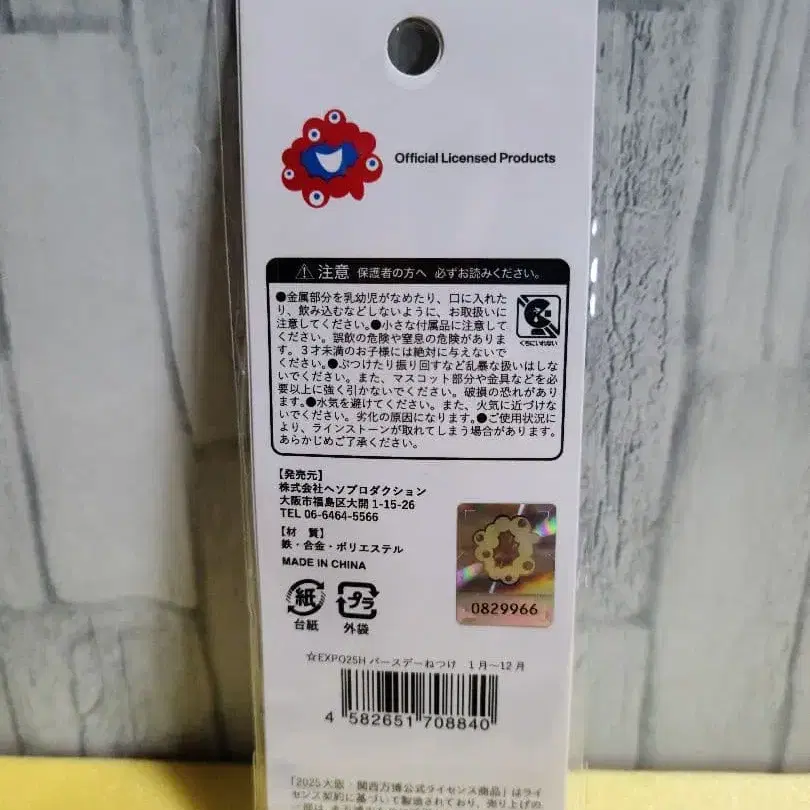 Official Licensed Products
注意 保護者の方へ 必ずお読みください。
●金属部分を乳幼児がなめたり、口に入れた
り、飲み込むなどしないように、お取扱いに
注意してください。●小さな付属品に注意して
ください。誤飲の危険や窒息の危険がありま
す。3才未満のお子様には絶対に与えないで
ください。●ぶつけたり振り回すなど乱暴な扱いはしな
いでください。また、マスコット部分や金具などを必
要以上に強く引かないでください。破損の恐れがあり
ます。●水気を避けてください。また、火気に近づけな
いでください。劣化の原因になります。●ご使用状況に
より、ラインストーンが取れてしまう場合があります。
あらかじめご了承ください。
くちにいれない
【発売元】
株式会社ヘソプロダクション
大阪市福島区大開 1-15-26
TEL 06-6464-5566
【材 質】
鉄・合金・ポリエステル
MADE IN CHINA
紙 プラ
台紙 外袋
0829966
☆EXPO25H バースデーねつけ 1月～12月
4 582651 708840
「2025大阪・関西万博公式ライセンス商品」はライ
センス契約に基づいて製造されており、売り上げの